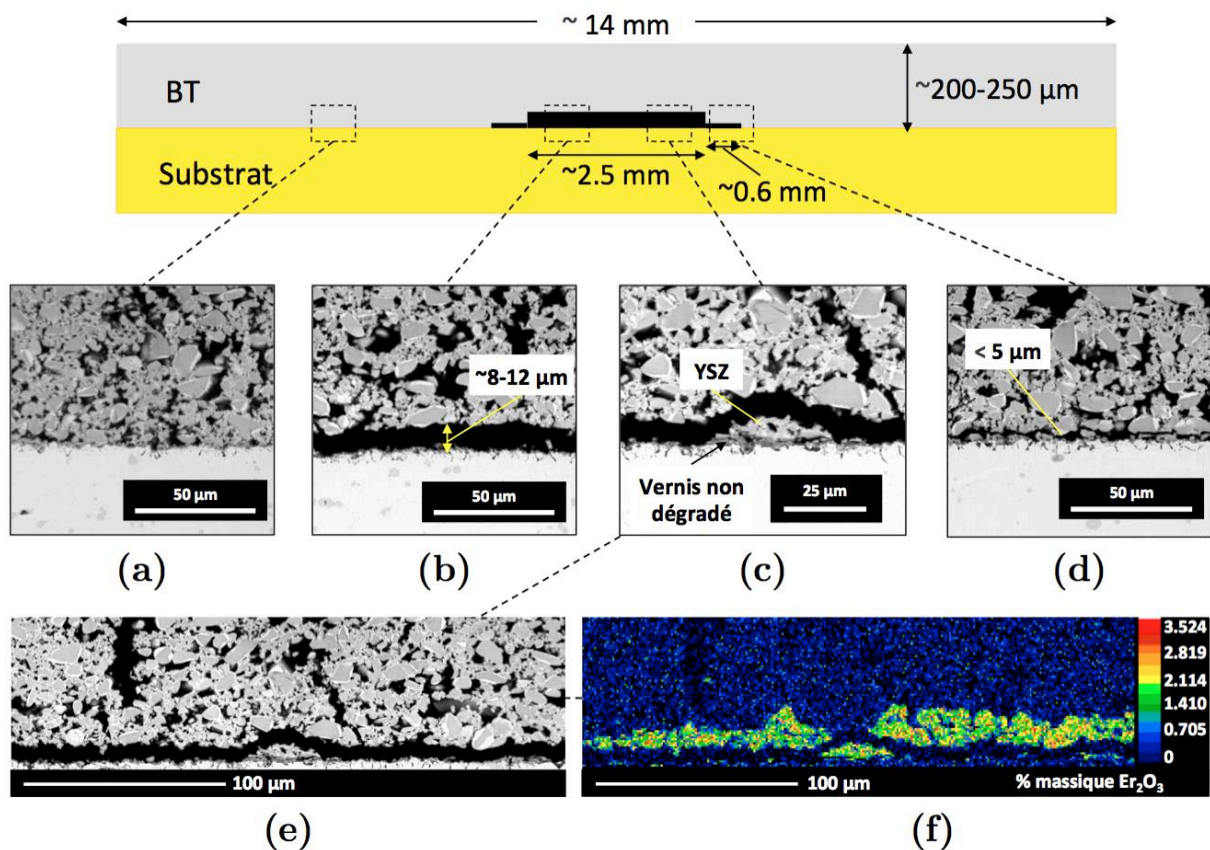 ~ 14 mm
BT
~200-250 µm
Substrat
~2.5 mm
~0.6 mm
~8-12 µm
YSZ
< 5 µm
Vernis non
dégradé
50 µm
50 µm
25 µm
50 µm
(a)
(b)
(c)
(d)
3.524
2.819
2.114
1.410
0.705
0
100 µm
100 µm
% massique Er₂O₃
(e)
(f)